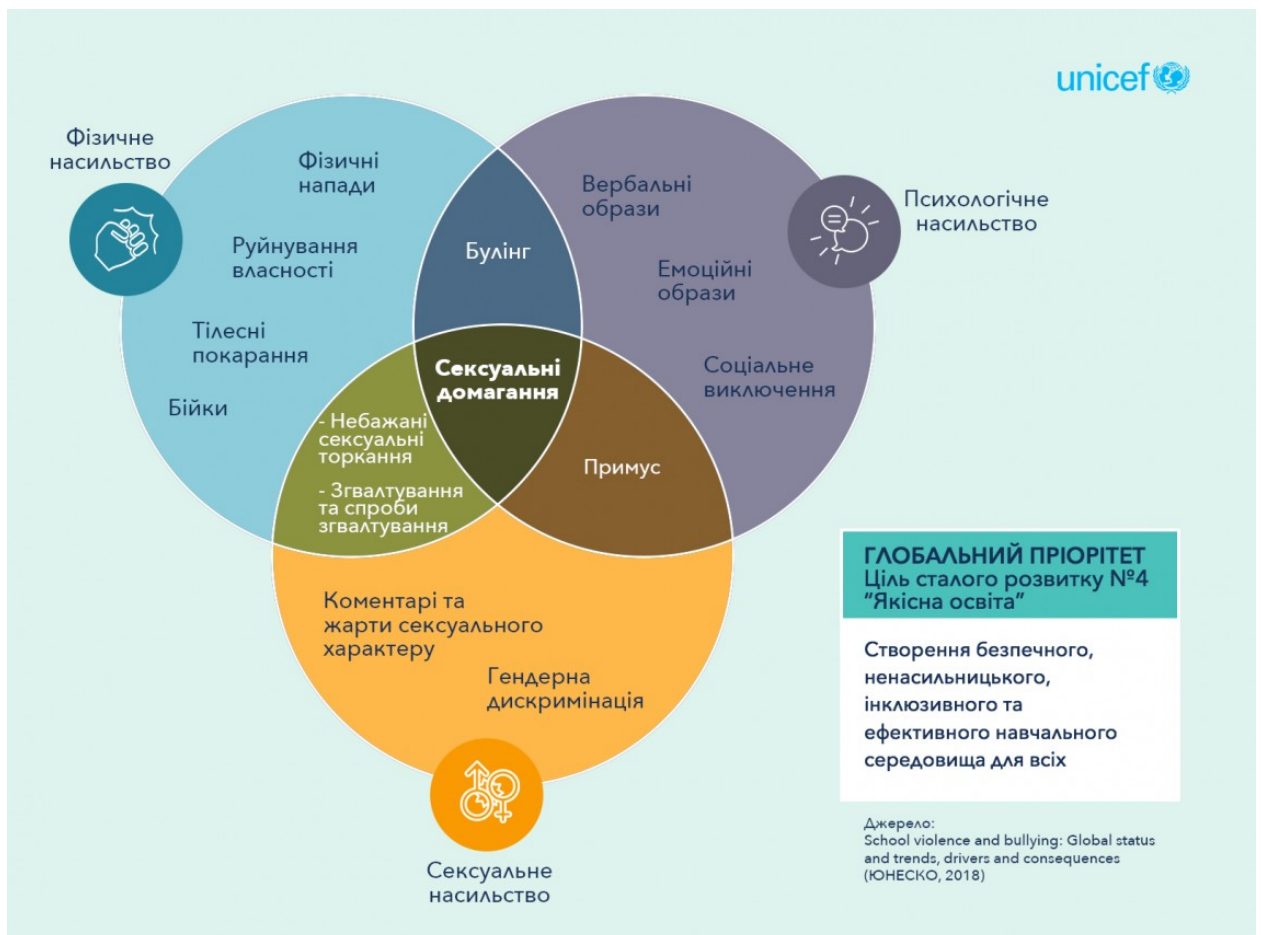 unicef
Фізичне
насильство
Фізичні
напади
Руйнування
власності
Тілесні
покарання
Бійки
Булінг
Вербальні
образи
Емоційні
образи
Соціальне
виключення
Психологічне
насильство
Сексуальні
домагання
- Небажані
сексуальні
торкання
- Згвалтування
та спроби
згвалтування
Примус
Коментарі та
жарти сексуального
характеру
Гендерна
дискримінація
Сексуальне
насильство
ГЛОБАЛЬНИЙ ПРІОРІТЕТ
Ціль сталого розвитку №4
"Якісна освіта"
Створення безпечного,
ненасильницького,
інклюзивного та
ефективного навчального
середовища для всіх
Джерело:
School violence and bullying: Global status
and trends, drivers and consequences
(ЮНЕСКО, 2018)